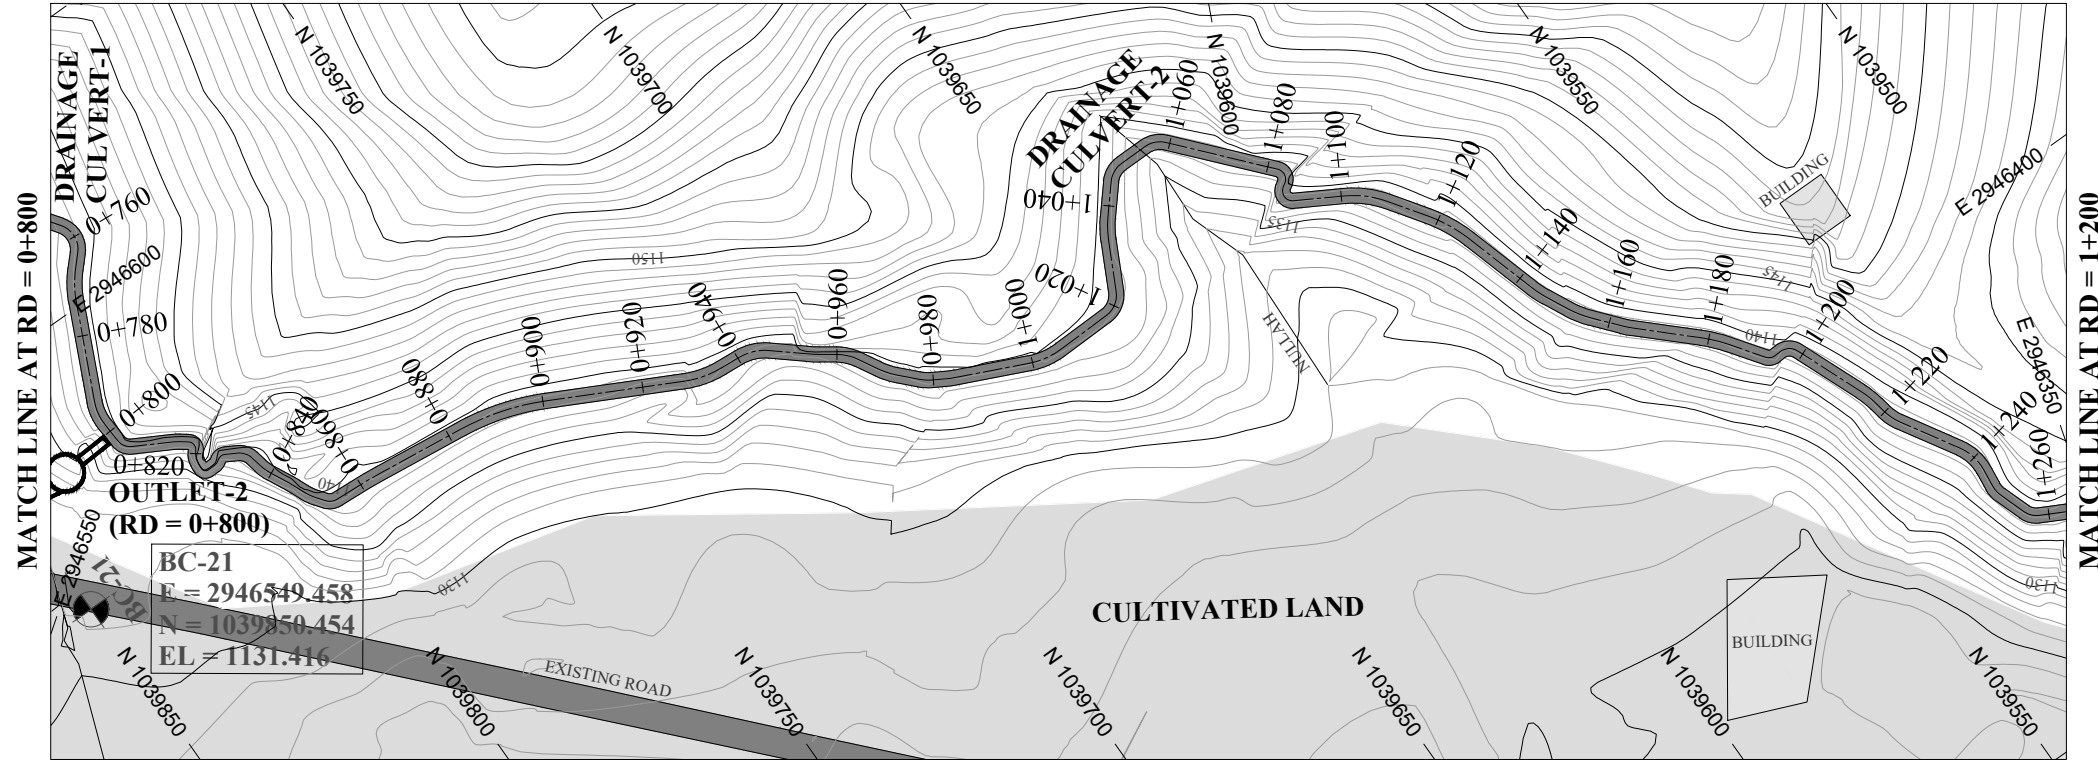 MATCH LINE AT RD = 0+800
DRAINAGE
CULVERT-1
N 1039750
N 1039700
N 1039650
DRAINAGE
CULVERT-2
N 1039600
N 1039550
N 1039500
BUILDING
E 2946400
MATCH LINE AT RD = 1+200
0+760
E 2946600
0+780
0+800
0+820
0+840
0+860
0+880
0+900
0+920
0+940
0+960
0+980
1+000
1+020
1+040
1+060
1+080
1+100
1+120
1+140
1+160
1+180
1+200
1+220
1+240
1+260
1150
1135
1145
1140
NULLAH
E 2946350
1145
140
OUTLET-2
(RD = 0+800)
E 2946550
BC-21
BC-21
E = 2946549.458
N = 1039850.454
EL = 1131.416
1130
1130
CULTIVATED LAND
BUILDING
EXISTING ROAD
N 1039850
N 1039800
N 1039750
N 1039700
N 1039650
N 1039600
N 1039550